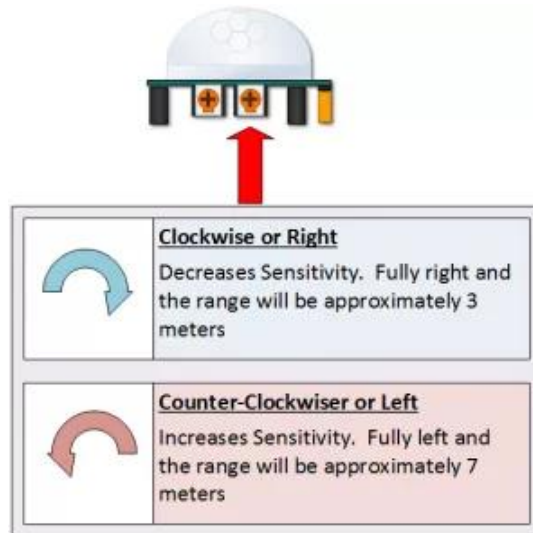 Clockwise or Right
Decreases Sensitivity. Fully right and
the range will be approximately 3
meters
Counter-Clockwiser or Left
Increases Sensitivity. Fully left and
the range will be approximately 7
meters